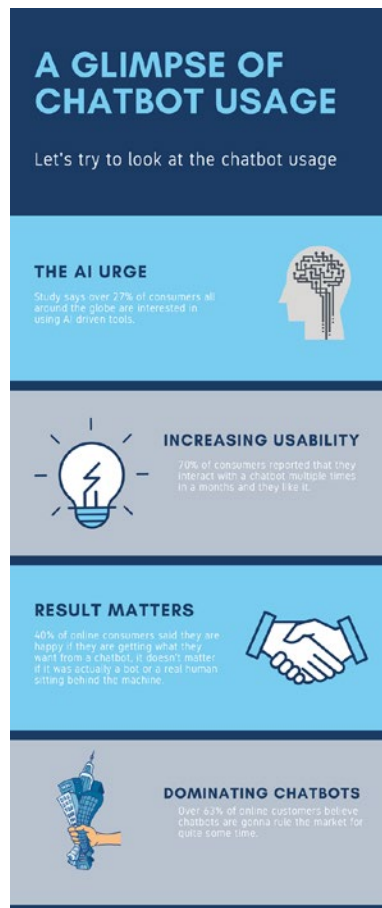 A GLIMPSE OF
CHATBOT USAGE
Let's try to look at the chatbot usage
THE AI URGE
Study says over 27% of consumers all
around the globe are interested in
using AI driven tools.
INCREASING USABILITY
70% of consumers reported that they
interact with a chatbot multiple times
in a months and they like it.
RESULT MATTERS
40% of online consumers said they are
happy if they are getting what they
want from a chatbot, it doesn't matter
if it was actually a bot or a real human
sitting behind the machine.
DOMINATING CHATBOTS
Over 63% of online customers believe
chatbots are gonna rule the market for
quite some time.